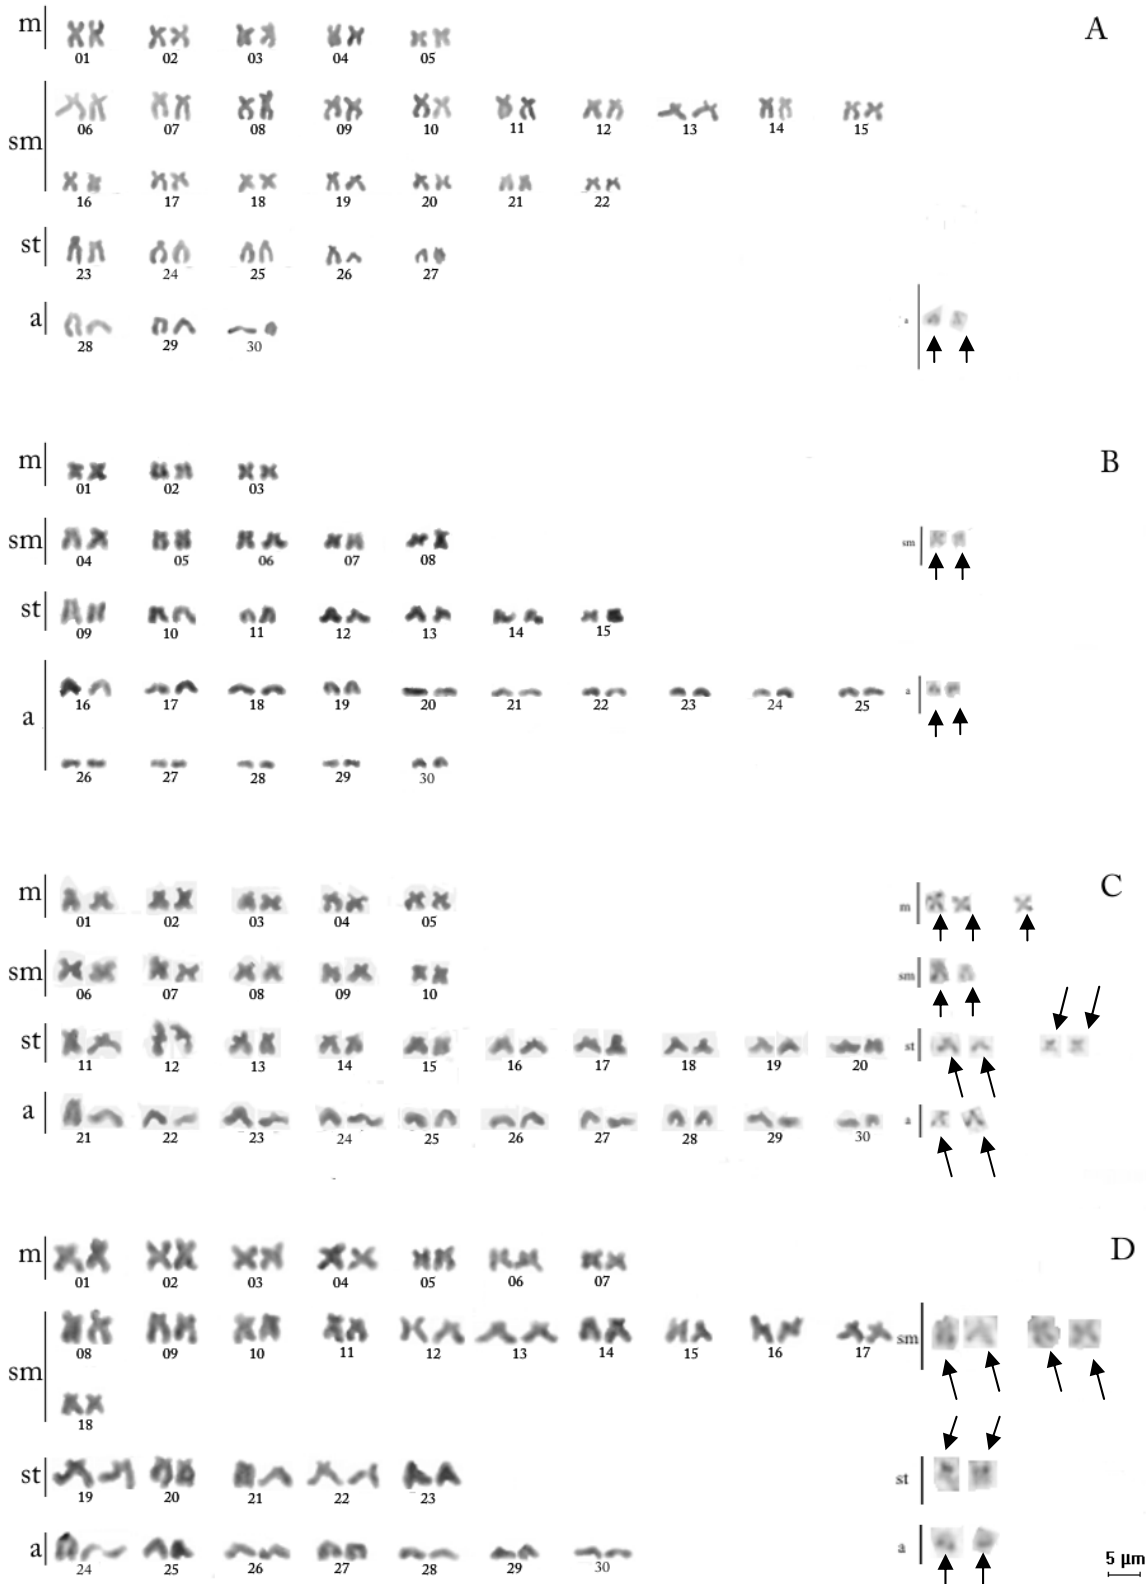 m A
01 02 03 04 05
sm
06 07 08 09 10 11 12 13 14 15
16 17 18 19 20 21 22
st
23 24 25 26 27
a a
28 29 30
m B
01 02 03
sm sm
04 05 06 07 08
st
09 10 11 12 13 14 15
a a
16 17 18 19 20 21 22 23 24 25
26 27 28 29 30
m m C
01 02 03 04 05
sm sm
06 07 08 09 10
st st
11 12 13 14 15 16 17 18 19 20
a a
21 22 23 24 25 26 27 28 29 30
m D
01 02 03 04 05 06 07
sm sm
08 09 10 11 12 13 14 15 16 17
18
st st
19 20 21 22 23
a a
24 25 26 27 28 29 30
5 µm